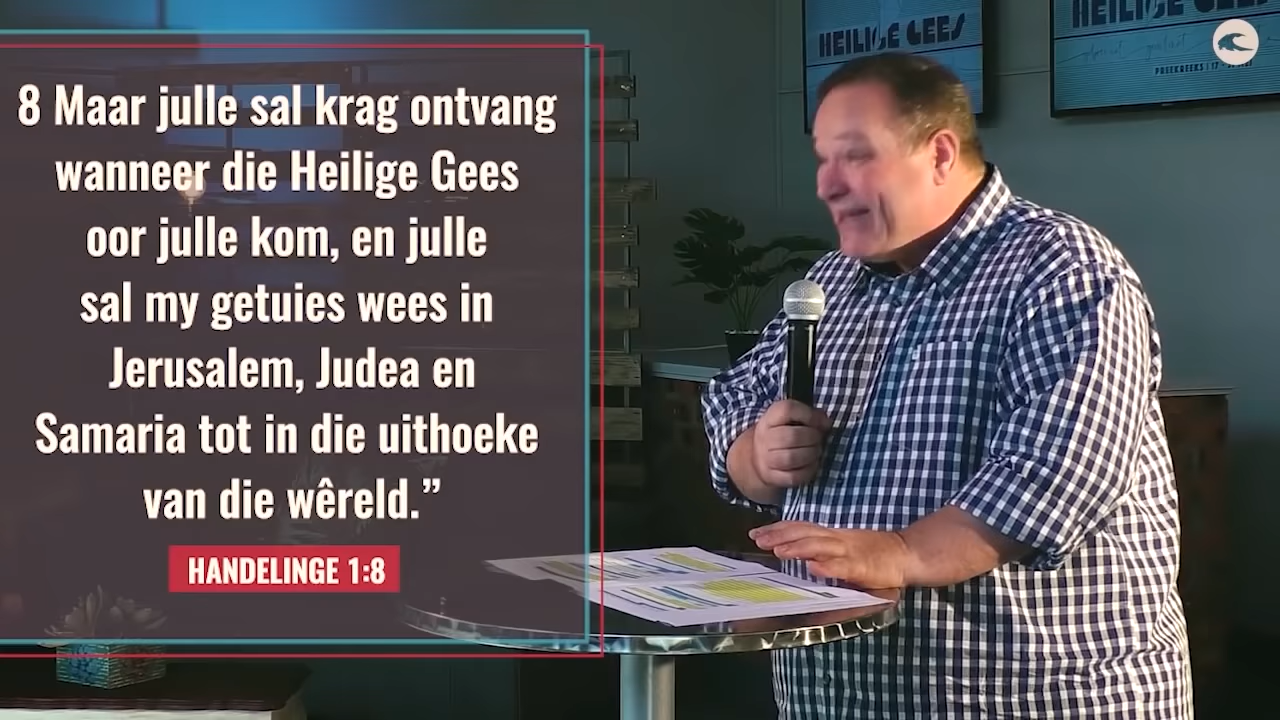 8 Maar julle sal krag ontvang
wanneer die Heilige Gees
oor julle kom, en julle
sal my getuies wees in
Jerusalem, Judea en
Samaria tot in die uithoeke
van die wêreld.”
HANDELINGE 1:8
HEILIGE GEES
HEILIGE GEES
PREEKREEKS | 17 -